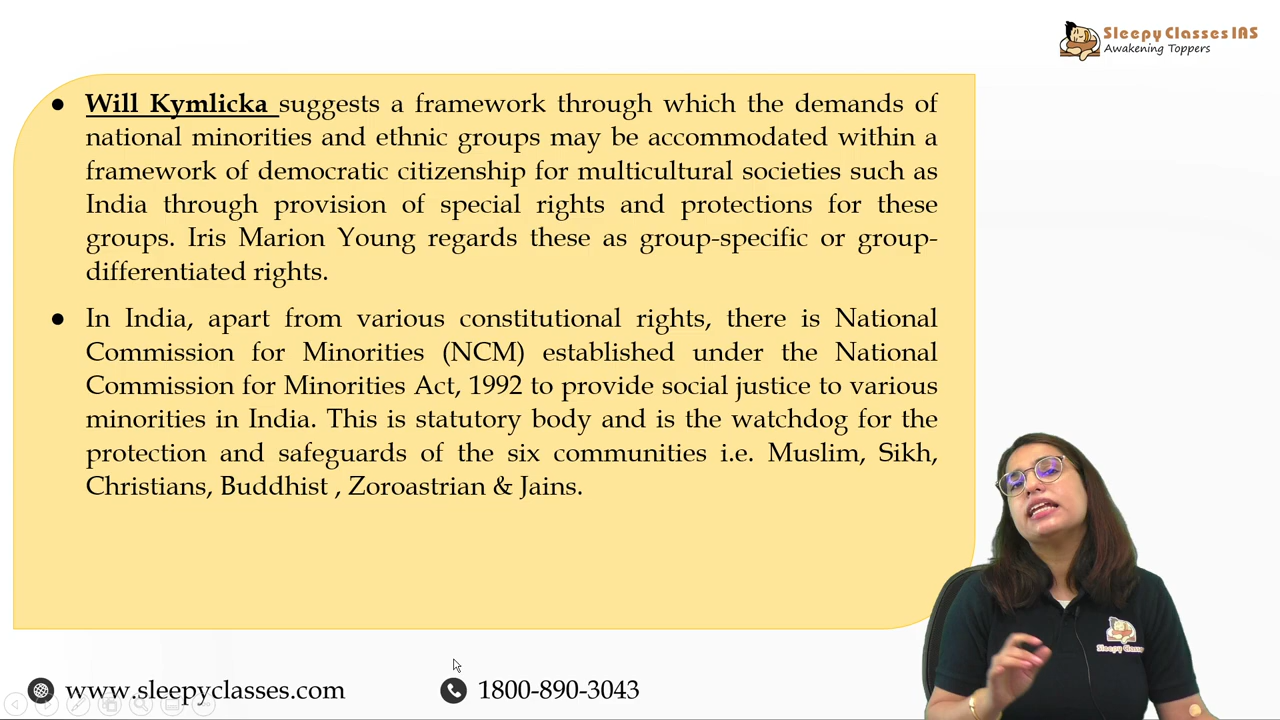 Sleepy Classes IAS
Awakening Toppers
● Will Kymlicka suggests a framework through which the demands of
national minorities and ethnic groups may be accommodated within a
framework of democratic citizenship for multicultural societies such as
India through provision of special rights and protections for these
groups. Iris Marion Young regards these as group-specific or group-
differentiated rights.
● In India, apart from various constitutional rights, there is National
Commission for Minorities (NCM) established under the National
Commission for Minorities Act, 1992 to provide social justice to various
minorities in India. This is statutory body and is the watchdog for the
protection and safeguards of the six communities i.e. Muslim, Sikh,
Christians, Buddhist , Zoroastrian & Jains.
www.sleepyclasses.com
1800-890-3043